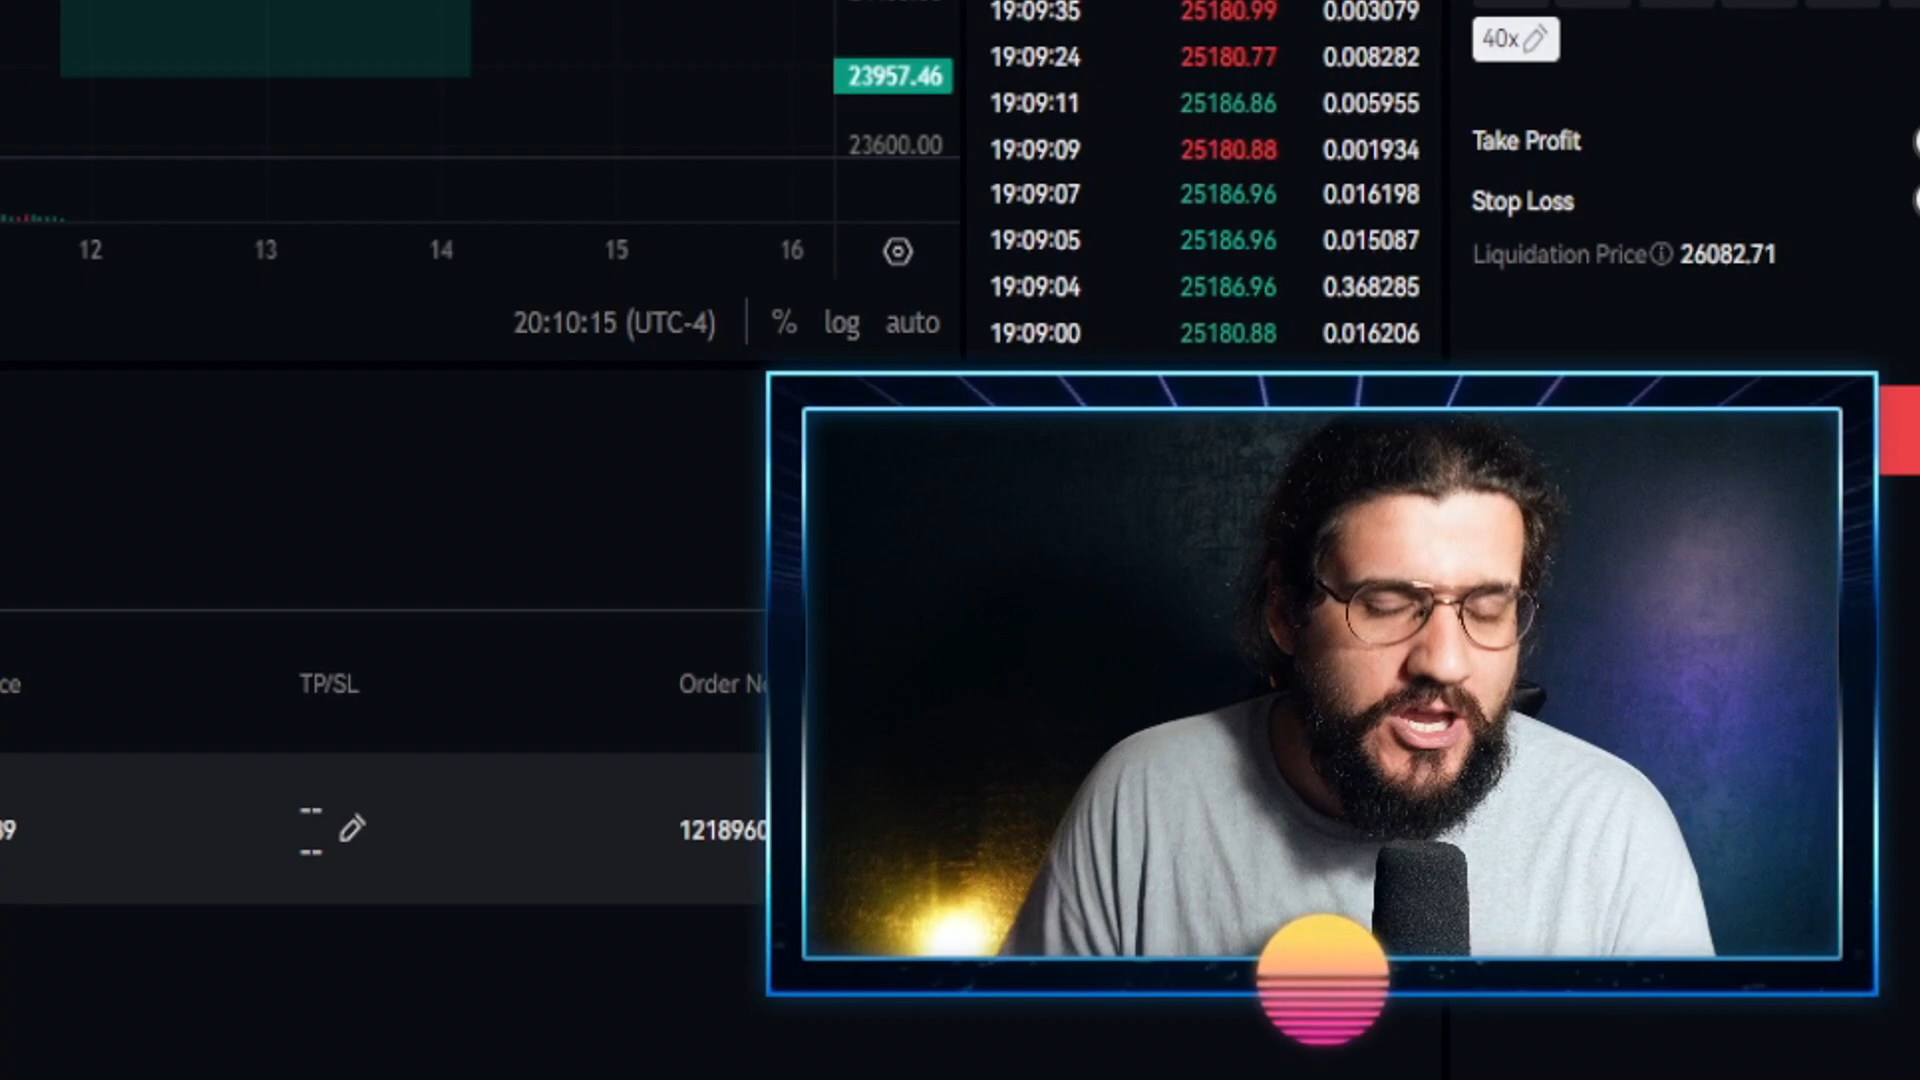 19:09:35 25180.99 0.003079
19:09:24 25180.77 0.008282
19:09:11 25186.86 0.005955
19:09:09 25180.88 0.001934
19:09:07 25186.96 0.016198
19:09:05 25186.96 0.015087
19:09:04 25186.96 0.368285
19:09:00 25180.88 0.016206
40x
Take Profit
Stop Loss
Liquidation Price 26082.71
23957.46
23600.00
12 13 14 15 16
20:10:15 (UTC-4) % log auto
TP/SL Order
--
--
1218960